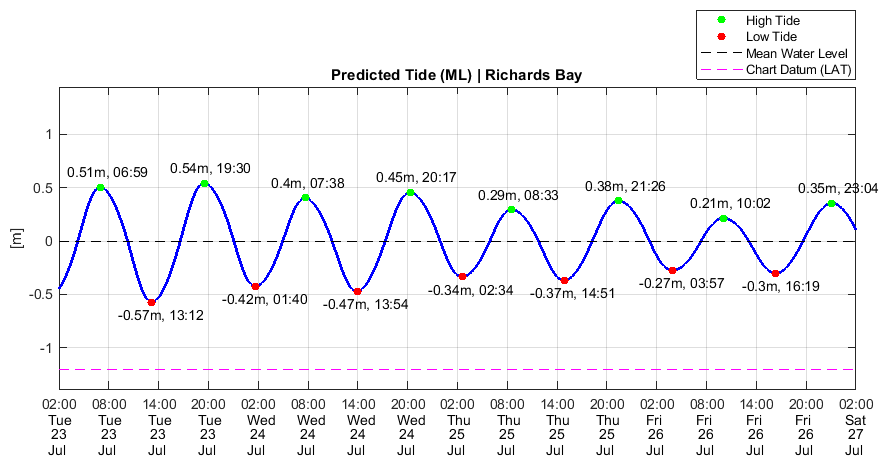 High Tide
Low Tide
Mean Water Level
Chart Datum (LAT)
Predicted Tide (ML) | Richards Bay
[m]
1
0.5
0
-0.5
-1
0.51m, 06:59
0.54m, 19:30
0.4m, 07:38
0.45m, 20:17
0.29m, 08:33
0.38m, 21:26
0.21m, 10:02
0.35m, 23:04
-0.57m, 13:12
-0.42m, 01:40
-0.47m, 13:54
-0.34m, 02:34
-0.37m, 14:51
-0.27m, 03:57
-0.3m, 16:19
02:00 08:00 14:00 20:00 02:00 08:00 14:00 20:00 02:00 08:00 14:00 20:00 02:00 08:00 14:00 20:00 02:00
Tue Tue Tue Tue Wed Wed Wed Wed Thu Thu Thu Thu Fri Fri Fri Fri Sat
23 23 23 23 24 24 24 24 25 25 25 25 26 26 26 26 27
Jul Jul Jul Jul Jul Jul Jul Jul Jul Jul Jul Jul Jul Jul Jul Jul Jul